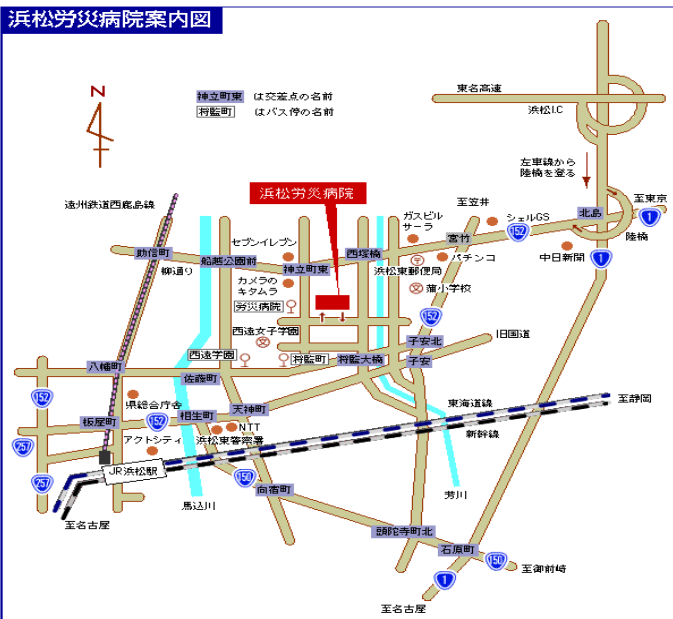 浜松労災病院案内図
N
神立町東 は交差点の名前
将監町 はバス停の名前
東名高速
浜松I.C
左車線から
陸橋を登る
浜松労災病院
遠州鉄道西鹿島線
至笠井
ガスビル
サーラ
シェルGS
北島
至東京
1
152
陸橋
宮竹
セブンイレブン
西塚橋
助信町
柳通り
船越公園前
神立町東
浜松東郵便局
パチンコ
中日新聞
1
カメラの
キタムラ
蒲小学校
労災病院
152
西遠女子学園
子安北
旧国道
西遠学園
将監町
将監大橋
子安
八幡町
佐藤町
152
県総合庁舎
天神町
東海道線
至静岡
板屋町
152
相生町
NTT
新幹線
257
アクトシティ
浜松東警察署
JR浜松駅
257
150
向宿町
馬込川
芳川
至名古屋
頭陀寺町北
石原町
150
至御前崎
1
至名古屋